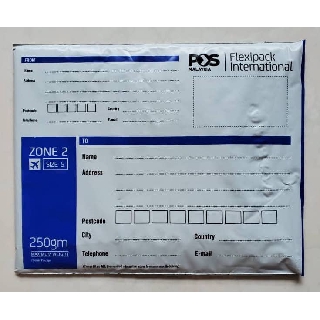 FROM
POS
MALAYSIA
Flexipack
International
Name
Address
Postcode
Country
Telephone
E-mail
ZONE 2
SIZE S
TO
Name
Address
Postcode
City
Country
Telephone
E-mail
250gm